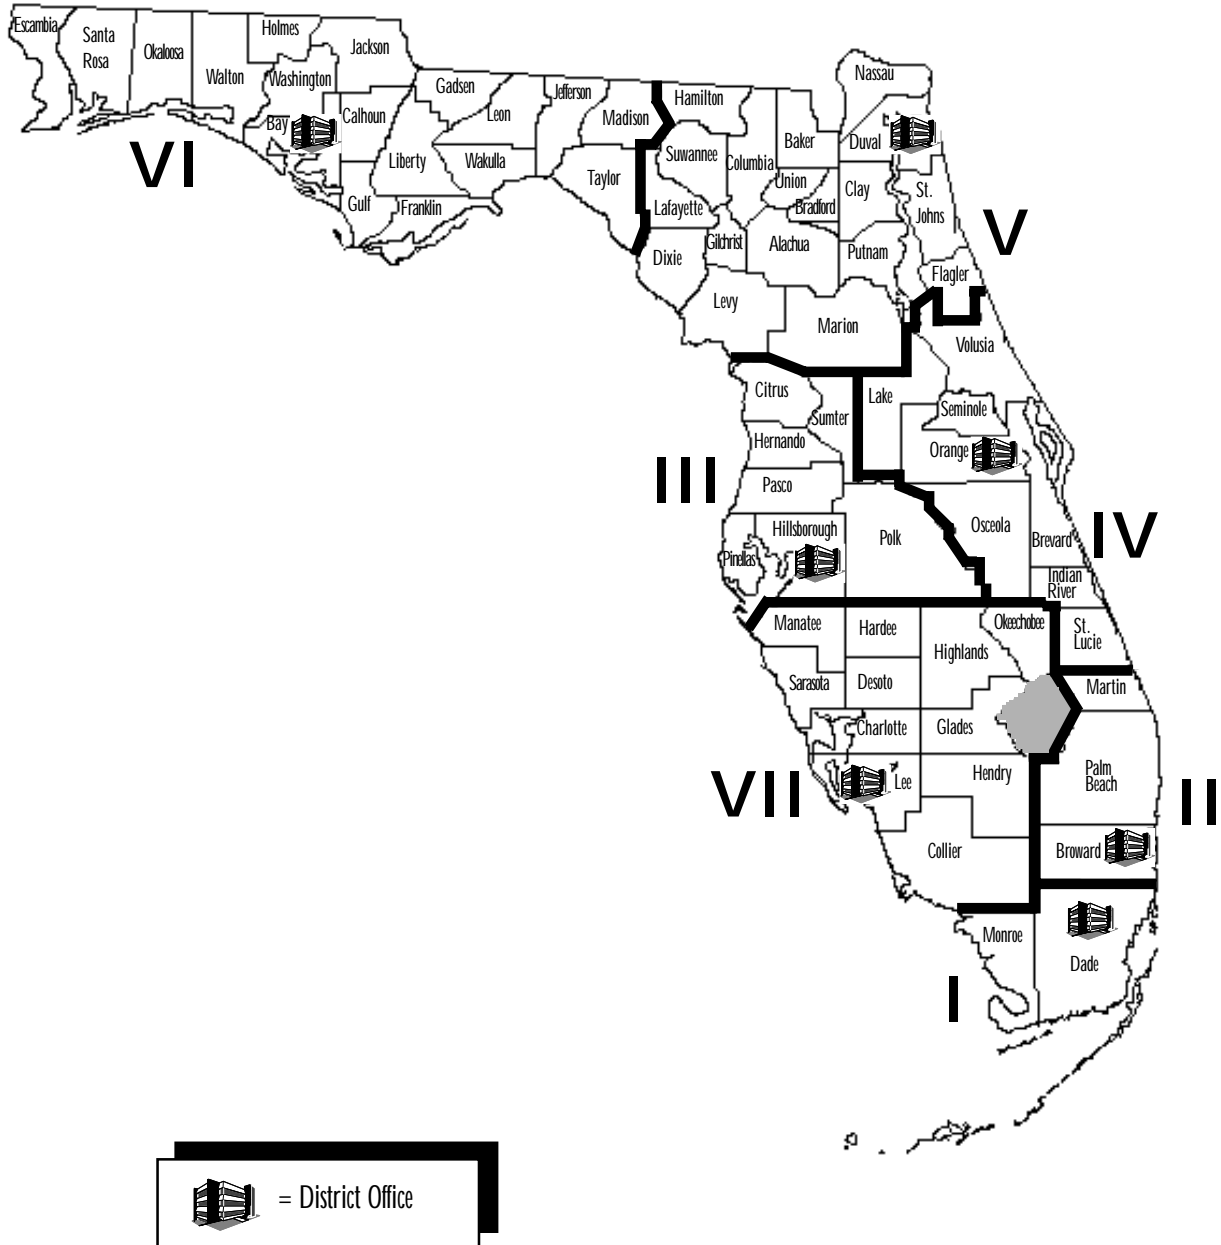 Escambia
Santa
Rosa
Okaloosa
Walton
Holmes
Washington
Jackson
Bay
Calhoun
Gulf
Liberty
Gadsen
Franklin
Leon
Wakulla
Jefferson
Madison
Taylor
VI
Hamilton
Suwannee
Lafayette
Dixie
Columbia
Gilchrist
Baker
Union
Bradford
Alachua
Levy
Marion
Nassau
Duval
Clay
St.
Johns
Putnam
Flagler
V
Volusia
Lake
Seminole
Orange
Osceola
Brevard
Indian
River
St.
Lucie
IV
Citrus
Sumter
Hernando
Pasco
Hillsborough
Pinellas
Polk
III
Manatee
Hardee
Highlands
Okeechobee
Sarasota
Desoto
Charlotte
Glades
Lee
Hendry
Collier
VII
Martin
Palm
Beach
Broward
II
Monroe
Dade
I
= District Office